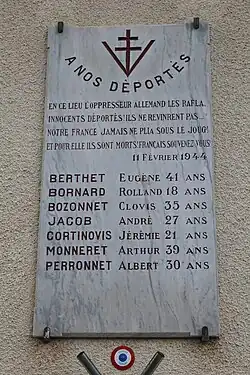 A NOS DÉPORTÉS
EN CE LIEU L'OPPRESSEUR ALLEMAND LES RAFLA...
INNOCENTS DÉPORTÉS! ILS NE REVINRENT PAS...
NOTRE FRANCE JAMAIS NE PLIA SOUS LE JOUG!
ET POUR ELLE ILS SONT MORTS! FRANÇAIS SOUVENEZ-VOUS
11 FÉVRIER 1944
BERTHET EUGÈNE 41 ANS
BORNARD ROLLAND 18 ANS
BOZONNET CLOVIS 35 ANS
JACOB ANDRÉ 27 ANS
CORTINOVIS JÉRÉMIE 21 ANS
MONNERET ARTHUR 39 ANS
PERRONNET ALBERT 30 ANS